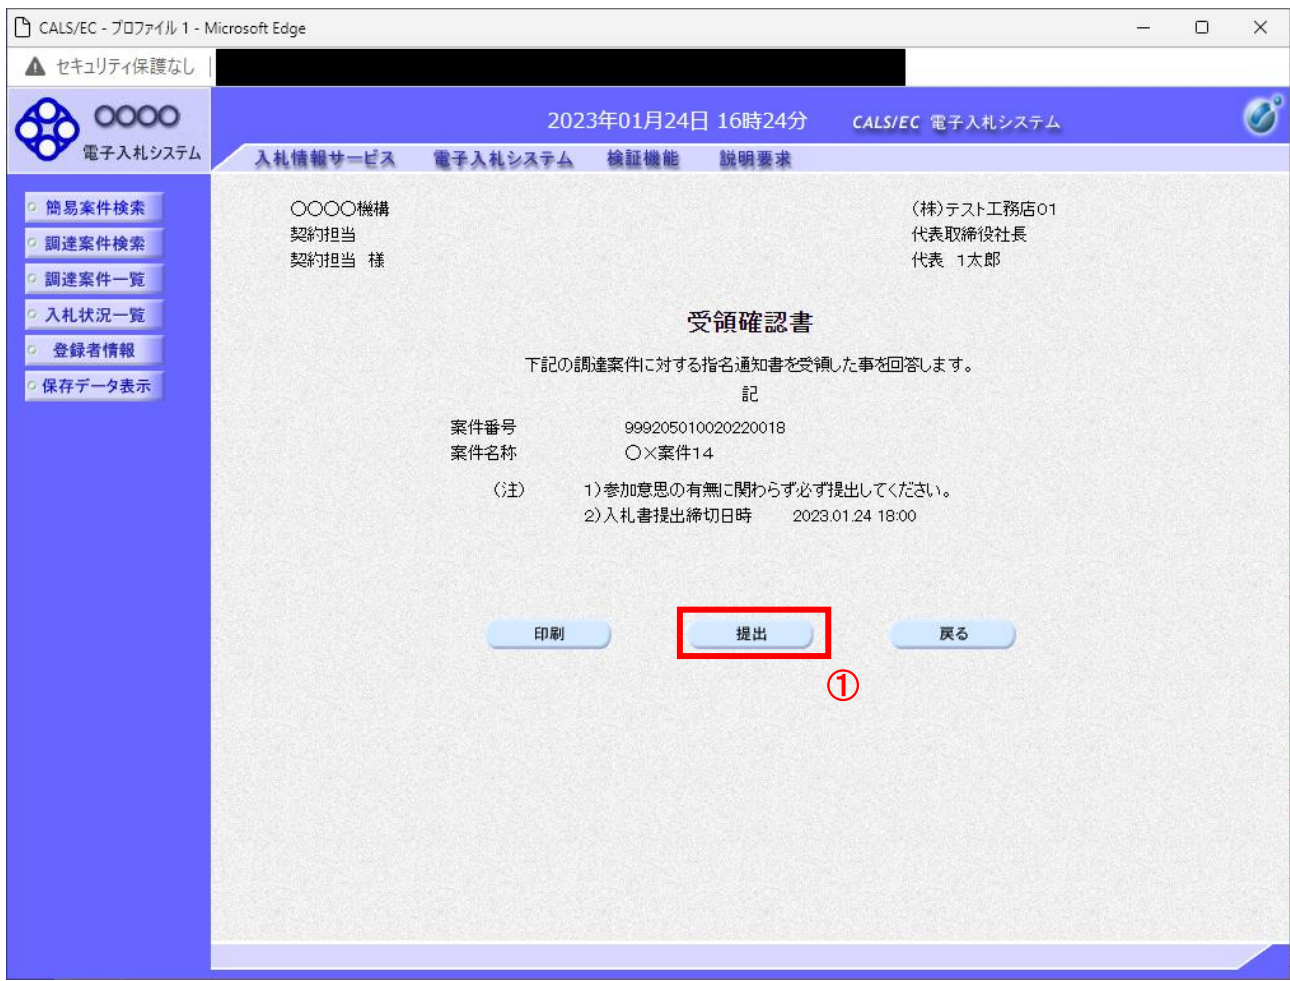 CALS/EC - プロファイル 1 - Microsoft Edge
セキュリティ保護なし
○○○○
電子入札システム
2023年01月24日 16時24分
CALS/EC 電子入札システム
入札情報サービス 電子入札システム 検証機能 説明要求
簡易案件検索
調達案件検索
調達案件一覧
入札状況一覧
登録者情報
保存データ表示
○○○○機構
契約担当
契約担当 様
(株)テスト工務店01
代表取締役社長
代表 1太郎
受領確認書
下記の調達案件に対する指名通知書を受領した事を回答します。
記
案件番号 999205010020220018
案件名称 ○×案件14
(注) 1)参加意思の有無に関わらず必ず提出してください。
2)入札書提出締切日時 2023.01.24 18:00
印刷 提出 戻る
①